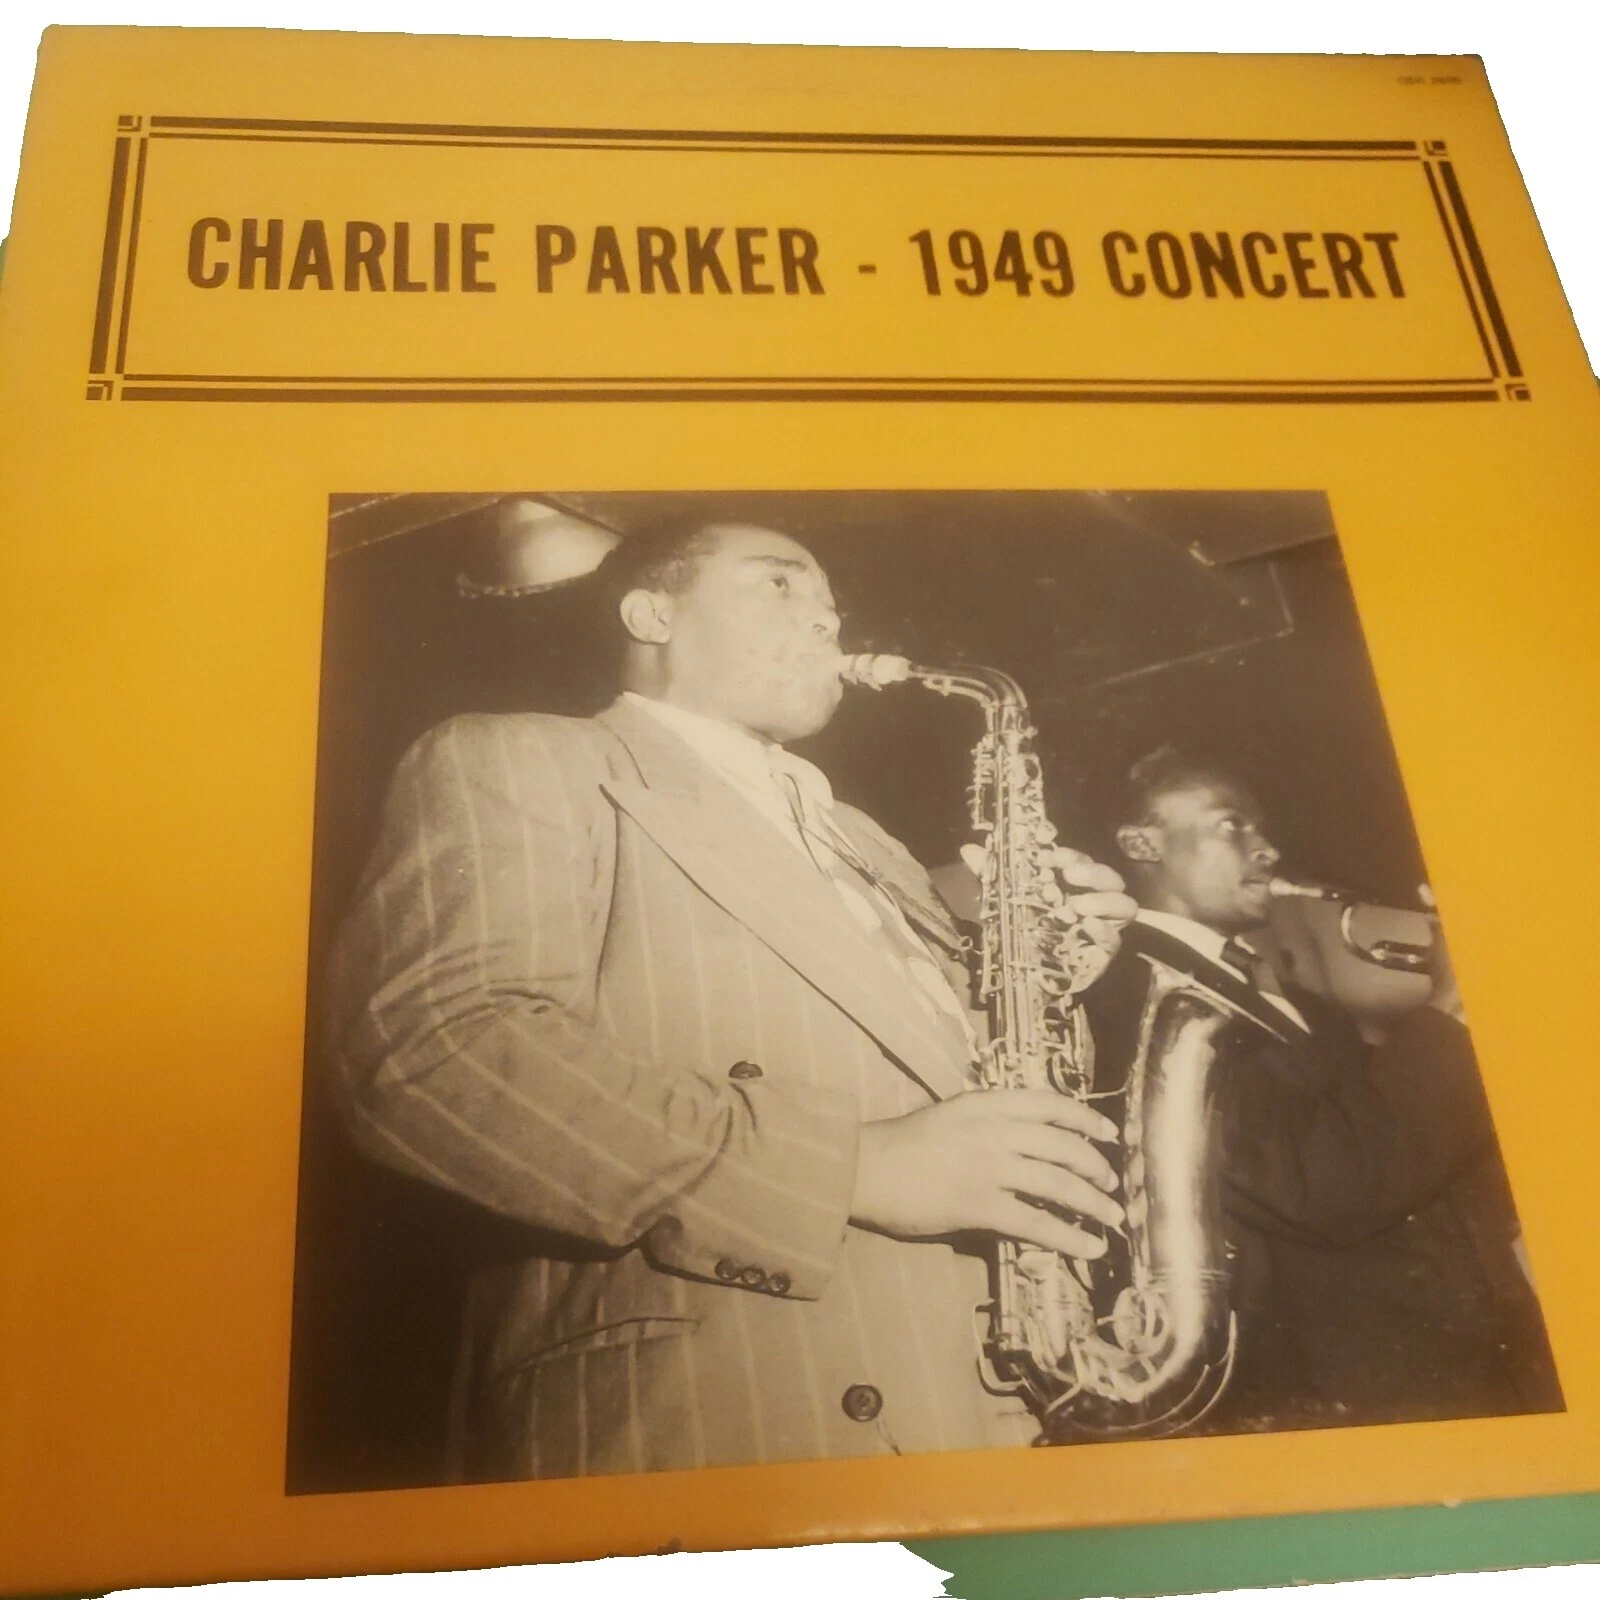 CHARLIE PARKER - 1949 CONCERT